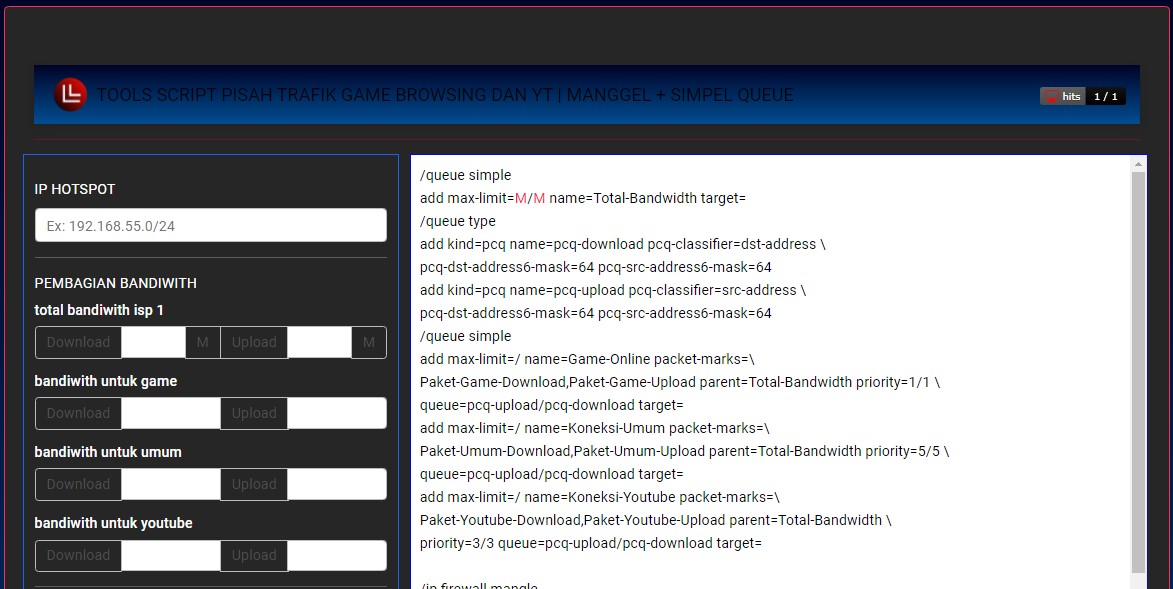 TOOLS SCRIPT PISAH TRAFIK GAME BROWSING DAN YT | MANGGEL + SIMPEL QUEUE
hits 1 / 1
IP HOTSPOT
Ex: 192.168.55.0/24
PEMBAGIAN BANDIWITH
total bandiwith isp 1
Download M Upload M
bandiwith untuk game
Download Upload
bandiwith untuk umum
Download Upload
bandiwith untuk youtube
Download Upload
/queue simple
add max-limit=M/M name=Total-Bandwidth target=
/queue type
add kind=pcq name=pcq-download pcq-classifier=dst-address \
pcq-dst-address6-mask=64 pcq-src-address6-mask=64
add kind=pcq name=pcq-upload pcq-classifier=src-address \
pcq-dst-address6-mask=64 pcq-src-address6-mask=64
/queue simple
add max-limit=/ name=Game-Online packet-marks=\
Paket-Game-Download,Paket-Game-Upload parent=Total-Bandwidth priority=1/1 \
queue=pcq-upload/pcq-download target=
add max-limit=/ name=Koneksi-Umum packet-marks=\
Paket-Umum-Download,Paket-Umum-Upload parent=Total-Bandwidth priority=5/5 \
queue=pcq-upload/pcq-download target=
add max-limit=/ name=Koneksi-Youtube packet-marks=\
Paket-Youtube-Download,Paket-Youtube-Upload parent=Total-Bandwidth \
priority=3/3 queue=pcq-upload/pcq-download target=
/ip firewall mangle